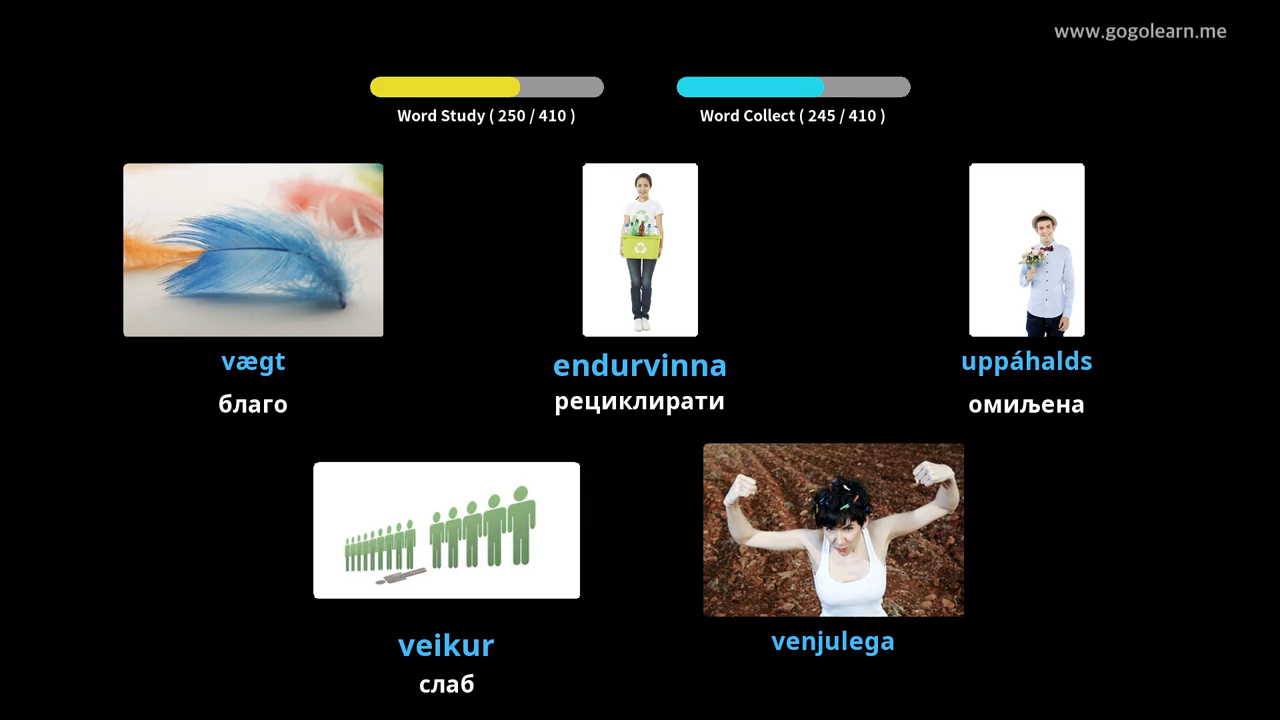 www.gogolearn.me
Word Study ( 250 / 410 )
Word Collect ( 245 / 410 )
vægt
благо
endurvinna
рециклирати
uppáhalds
омиљена
veikur
слаб
venjulega